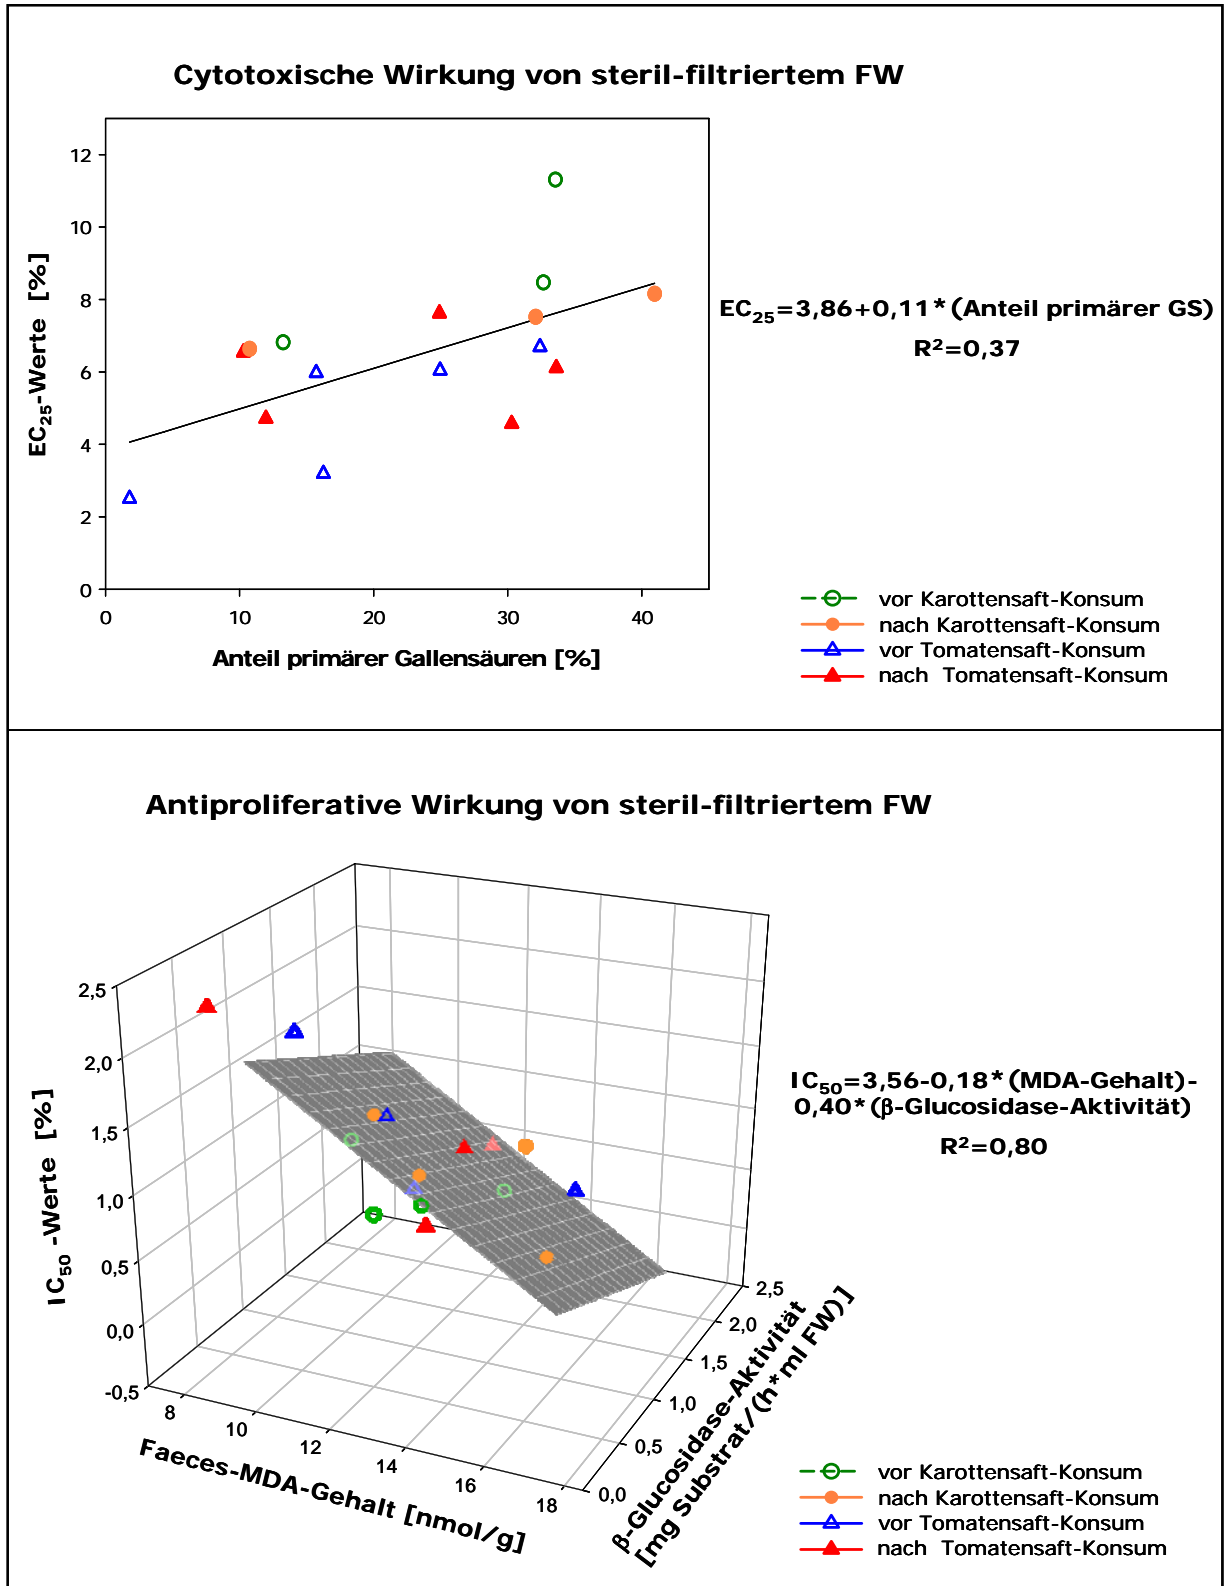 Cytotoxische Wirkung von steril-filtriertem FW
12
10
8
6
4
2
0
EC25-Werte [%]
0 10 20 30 40
Anteil primärer Gallensäuren [%]
EC25=3,86+0,11*(Anteil primärer GS)
R²=0,37
vor Karottensaft-Konsum
nach Karottensaft-Konsum
vor Tomatensaft-Konsum
nach Tomatensaft-Konsum
Antiproliferative Wirkung von steril-filtriertem FW
2,5
2,0
1,5
1,0
0,5
0,0
-0,5
IC50 -Werte [%]
8 10 12 14 16 18
Faeces-MDA-Gehalt [nmol/g]
0,0 0,5 1,0 1,5 2,0 2,5
β-Glucosidase-Aktivität
[mg Substrat/(h*ml FW)]
IC50=3,56-0,18*(MDA-Gehalt)-
0,40*(β-Glucosidase-Aktivität)
R²=0,80
vor Karottensaft-Konsum
nach Karottensaft-Konsum
vor Tomatensaft-Konsum
nach Tomatensaft-Konsum